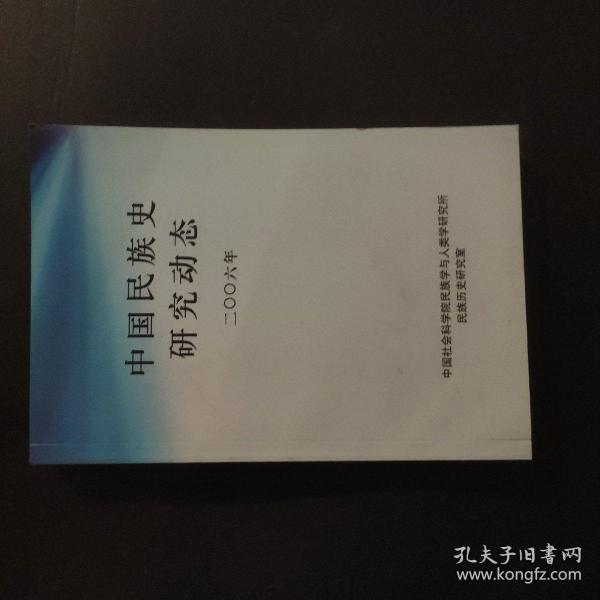 中国民族史
研究动态
二〇〇六年
中国社会科学院民族学与人类学研究所
民族历史研究室
孔夫子旧书网
www.kongfz.com